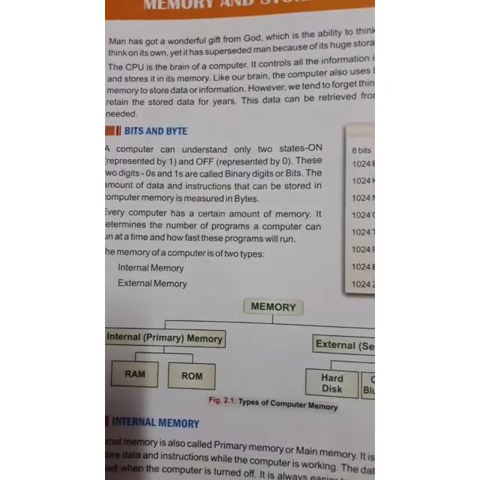 MEMORY AND
Man has got a wonderful gift from God, which is the ability to think
think on its own, yet it has superseded man because of its huge
The CPU is the brain of a computer. It controls all the information
and stores it in its memory. Like our brain, the computer also uses
memory to store data or information. However, we tend to forget
retain the stored data for years. This data can be retrieved
needed.
BITS AND BYTE
A computer can understand only two states-ON
represented by 1) and OFF (represented by 0). These
two digits - 0s and 1s are called Binary digits or Bits. The
amount of data and instructions that can be stored in
computer memory is measured in Bytes.
Every computer has a certain amount of memory. It
determines the number of programs a computer can
run at a time and how fast these programs will run.
The memory of a computer is of two types:
Internal Memory
External Memory
8 bits
1024
1024
1024
1024
1024
1024
1024
1024
MEMORY
Internal (Primary) Memory
External
RAM
ROM
Hard
Disk
Fig. 2.1: Types of Computer Memory
INTERNAL MEMORY
memory is also called Primary memory or Main memory. It is
data and instructions while the computer is working. The
when the computer is turned off. It is always